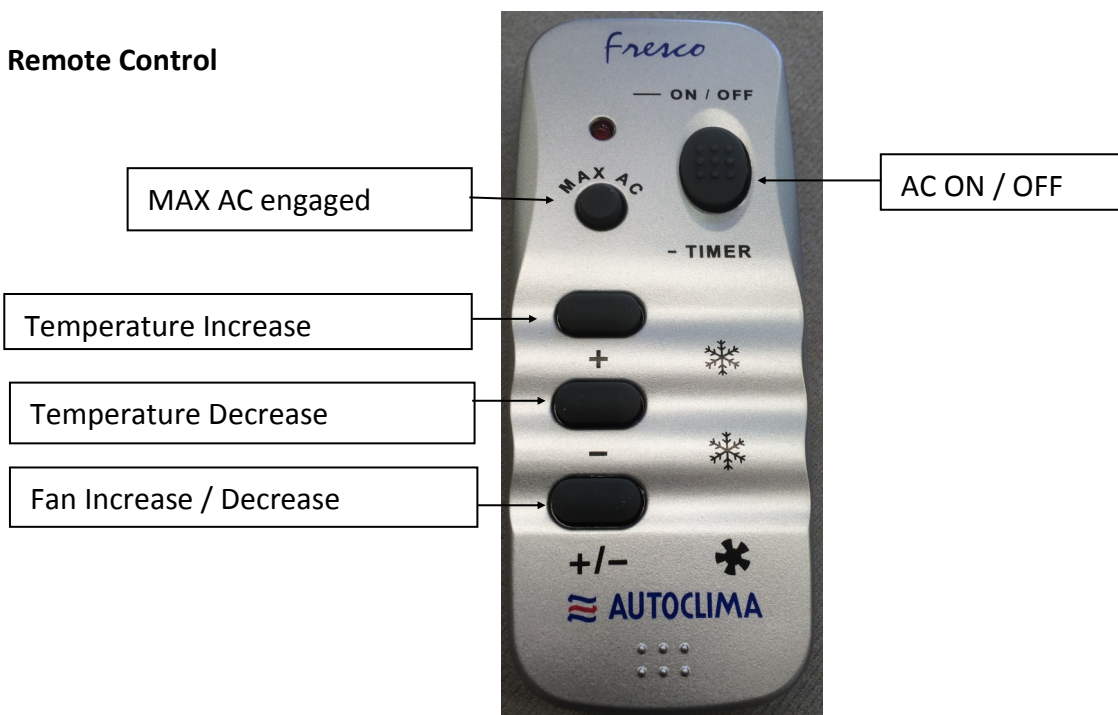 Remote Control
Fresco
— ON / OFF
MAX AC
MAX AC engaged
AC ON / OFF
– TIMER
Temperature Increase
+
Temperature Decrease
–
Fan Increase / Decrease
+/–
AUTOCLIMA